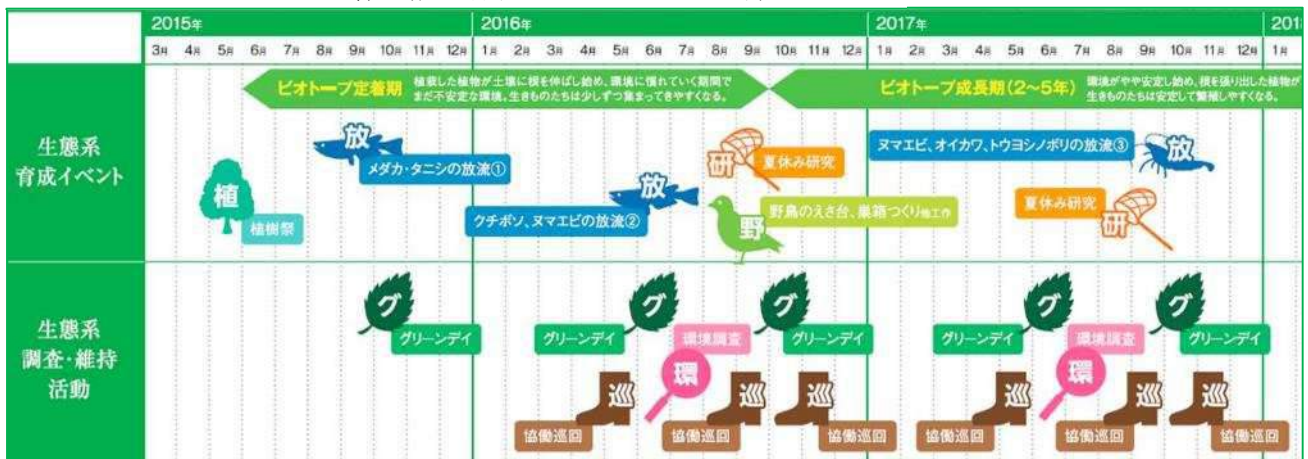 2015年 2016年 2017年 2018
3月 4月 5月 6月 7月 8月 9月 10月 11月 12月 1月 2月 3月 4月 5月 6月 7月 8月 9月 10月 11月 12月 1月 2月 3月 4月 5月 6月 7月 8月 9月 10月 11月 12月 1月
ビオトープ定着期
植栽した植物が土壌に根を伸ばし始め、環境に慣れていく期間で
まだ不安定な環境。生きものたちは少しずつ集まってきやすくなる。
ビオトープ成長期(2〜5年)
環境がやや安定し始め、根を張り出した植物が
生きものたちは安定して繁殖しやすくなる。
生態系
育成イベント
植
植樹祭
放
メダカ・タニシの放流①
クチボソ、ヌマエビの放流②
放
研
夏休み研究
野
野鳥のえさ台、巣箱つくり他工作
ヌマエビ、オイカワ、トウヨシノボリの放流③
放
夏休み研究
研
生態系
調査・維持
活動
グ
グリーンデイ
グ
グリーンデイ
環境調査
環
グ
グリーンデイ
巡
協働巡回
巡
協働巡回
巡
協働巡回
グ
グリーンデイ
環境調査
環
グ
グリーンデイ
巡
協働巡回
巡
協働巡回
巡
協働巡回